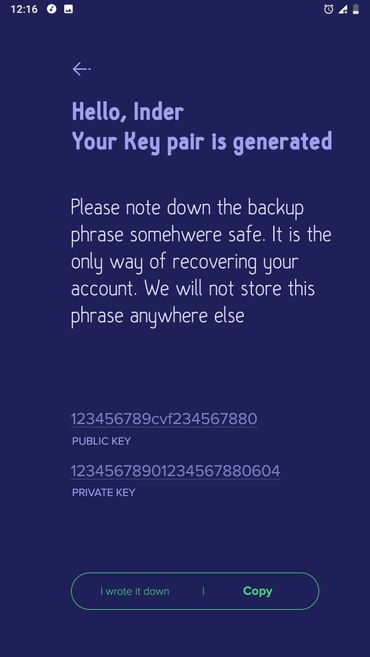 12:16
Hello, Inder
Your Key pair is generated
Please note down the backup
phrase somehwere safe. It is the
only way of recovering your
account. We will not store this
phrase anywhere else
123456789cvf234567880
PUBLIC KEY
12345678901234567880604
PRIVATE KEY
I wrote it down | Copy